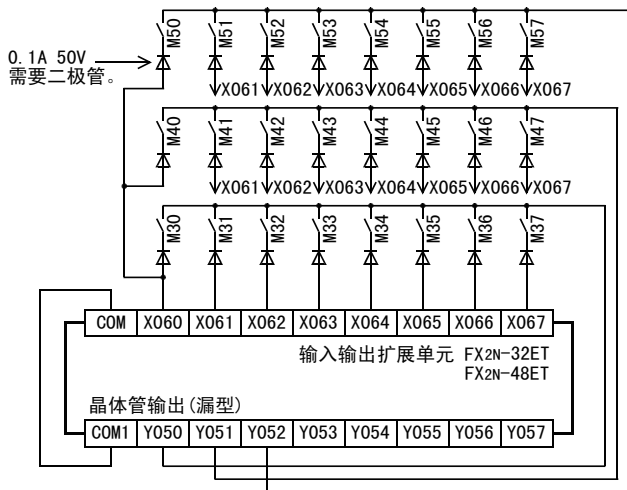 M50 M51 M52 M53 M54 M55 M56 M57
0.1A 50V
需要二极管。
X061 X062 X063 X064 X065 X066 X067
M40 M41 M42 M43 M44 M45 M46 M47
X061 X062 X063 X064 X065 X066 X067
M30 M31 M32 M33 M34 M35 M36 M37
COM X060 X061 X062 X063 X064 X065 X066 X067
输入输出扩展单元 FX2N-32ET
FX2N-48ET
晶体管输出(漏型)
COM1 Y050 Y051 Y052 Y053 Y054 Y055 Y056 Y057